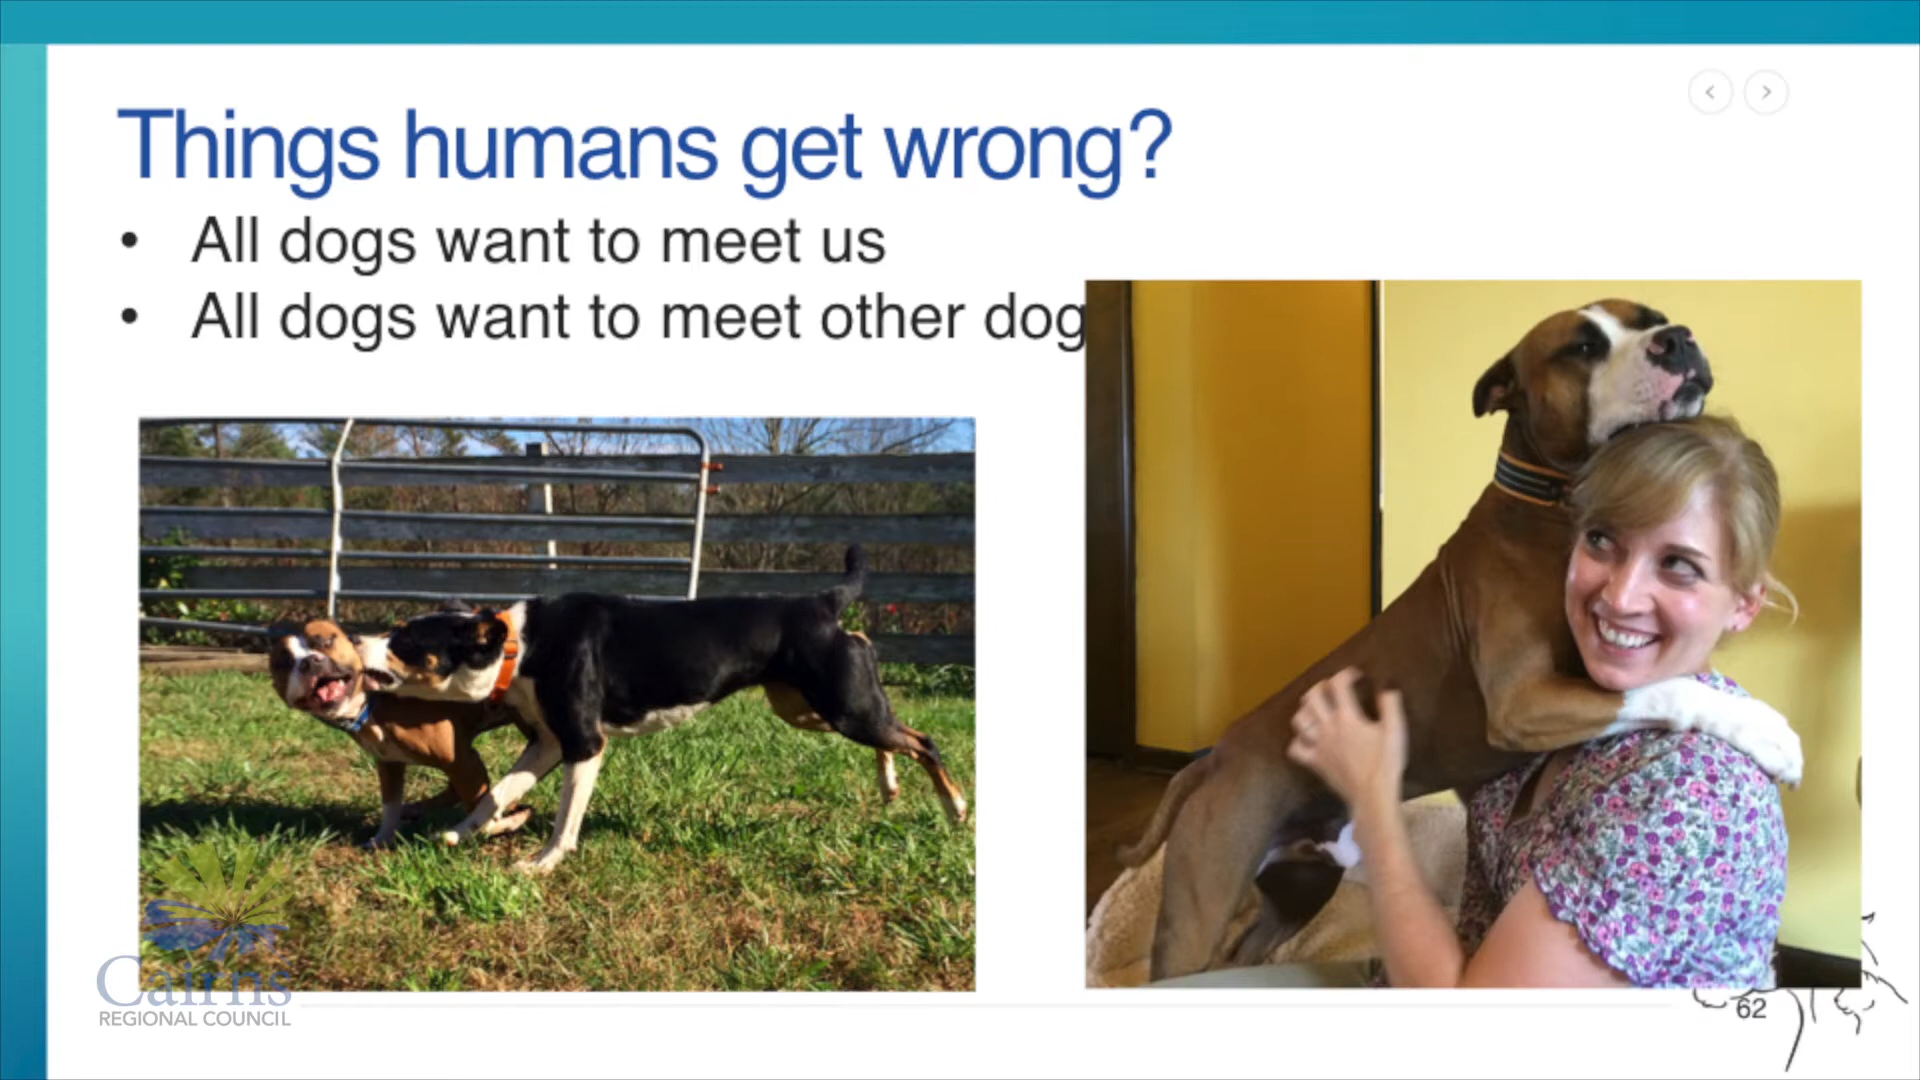 Things humans get wrong?
• All dogs want to meet us
• All dogs want to meet other dog
Cairns
REGIONAL COUNCIL
62